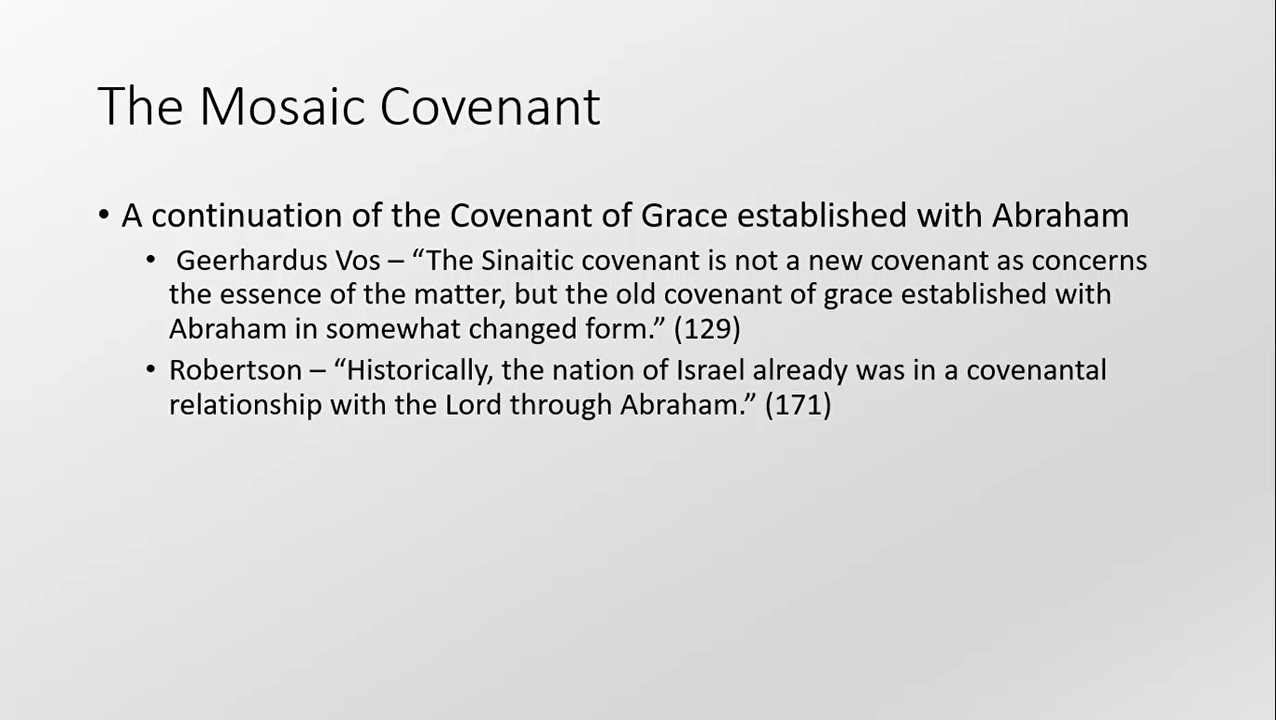 The Mosaic Covenant
• A continuation of the Covenant of Grace established with Abraham
• Geerhardus Vos – “The Sinaitic covenant is not a new covenant as concerns
the essence of the matter, but the old covenant of grace established with
Abraham in somewhat changed form.” (129)
• Robertson – “Historically, the nation of Israel already was in a covenantal
relationship with the Lord through Abraham.” (171)